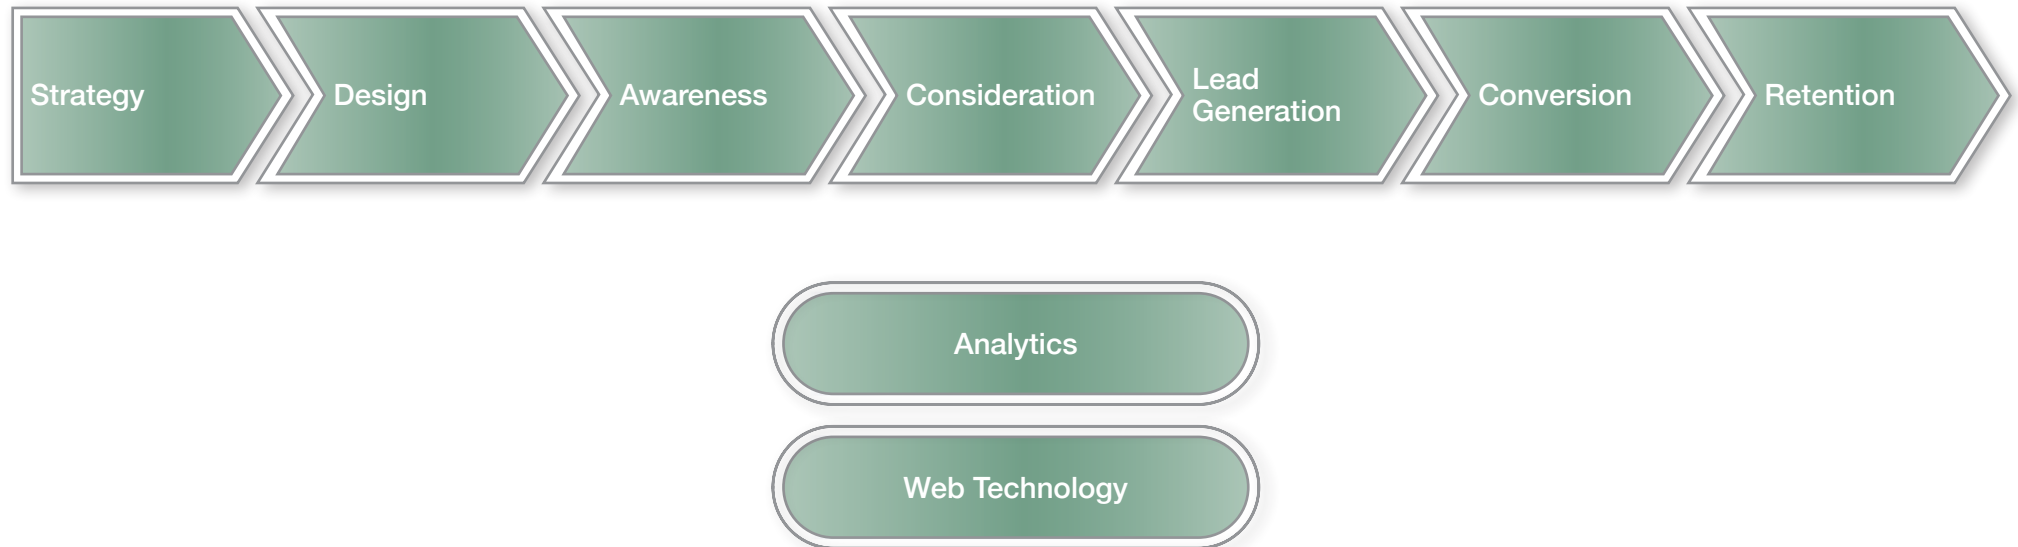 Strategy
Design
Awareness
Consideration
Lead
Generation
Conversion
Retention
Analytics
Web Technology